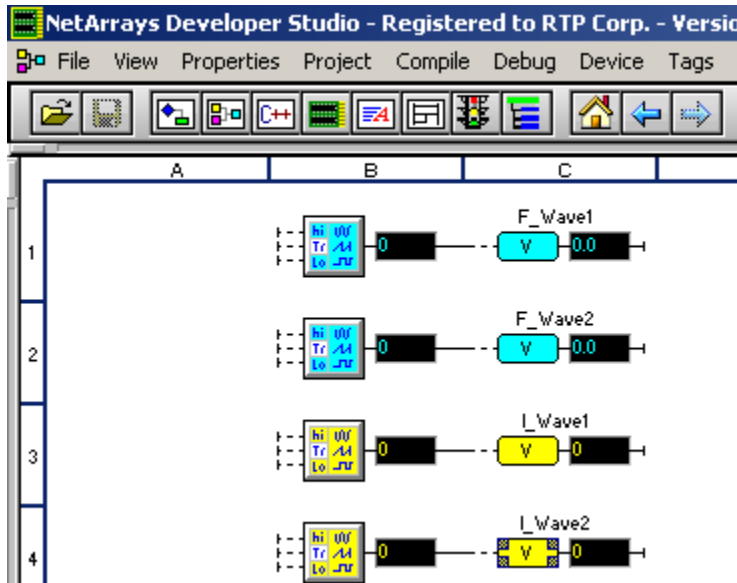 NetArrays Developer Studio - Registered to RTP Corp. - Versio
File View Properties Project Compile Debug Device Tags
C++ A
A B C
F_Wave1
1 hi Tr Lo 0 V 0.0
F_Wave2
2 hi Tr Lo 0 V 0.0
I_Wave1
3 hi Tr Lo 0 V 0
I_Wave2
4 hi Tr Lo 0 V 0